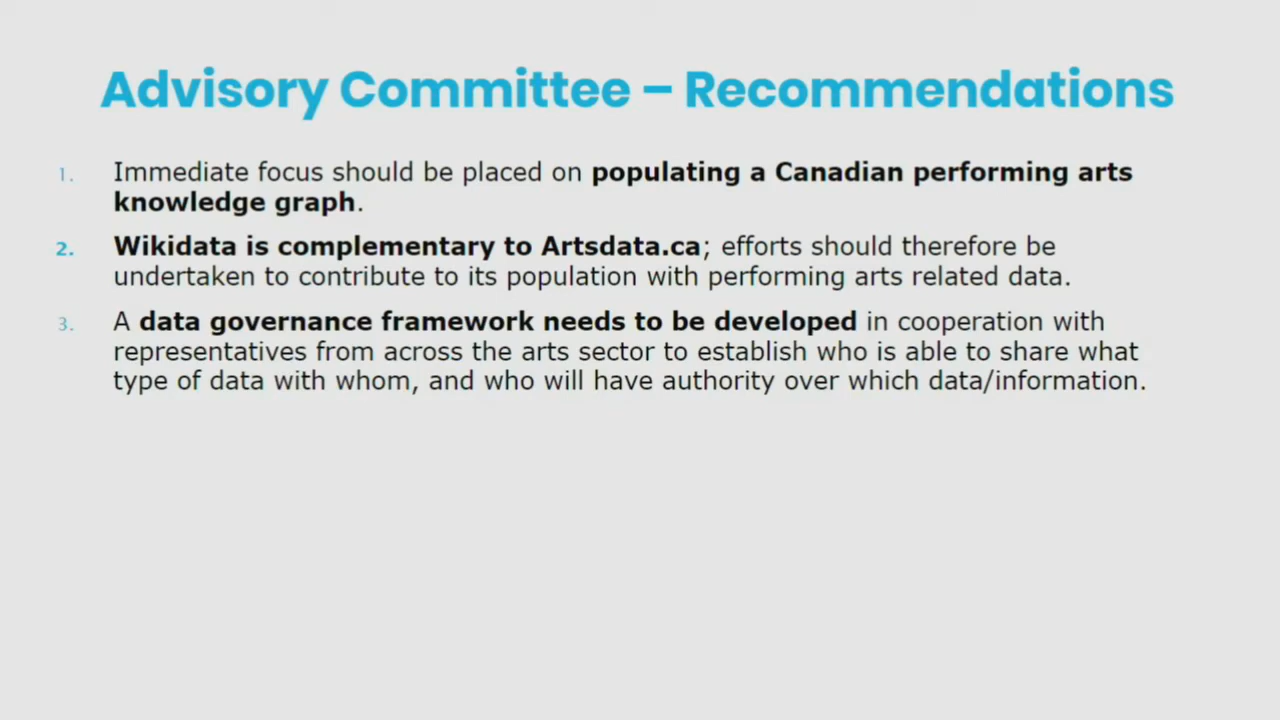 Advisory Committee – Recommendations
1. Immediate focus should be placed on populating a Canadian performing arts
knowledge graph.
2. Wikidata is complementary to Artsdata.ca; efforts should therefore be
undertaken to contribute to its population with performing arts related data.
3. A data governance framework needs to be developed in cooperation with
representatives from across the arts sector to establish who is able to share what
type of data with whom, and who will have authority over which data/information.